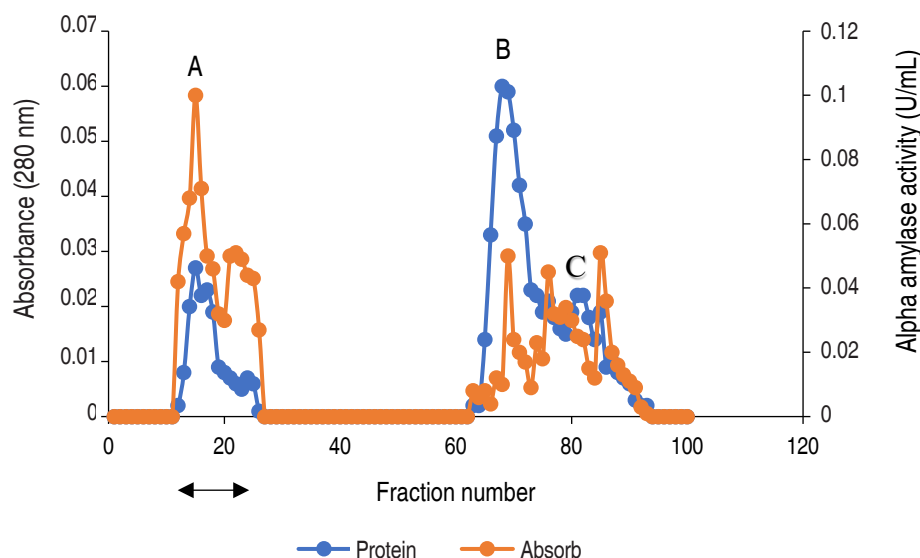 Absorbance (280 nm)
0.07
0.06
0.05
0.04
0.03
0.02
0.01
0
A
B
C
0.12
0.1
0.08
0.06
0.04
0.02
0
Alpha amylase activity (U/mL)
0 20 40 60 80 100 120
Fraction number
Protein Absorb